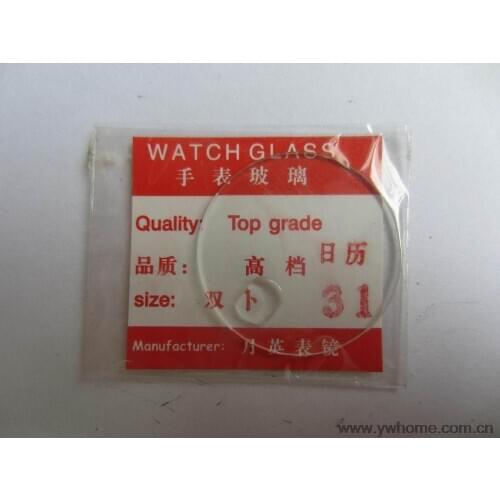 WATCH GLASS
手表玻璃
Quality: Top grade
日历
品质: 高档
size: 双卜 31
Manufacturer: 月英表镜
www.ywhome.com.cn